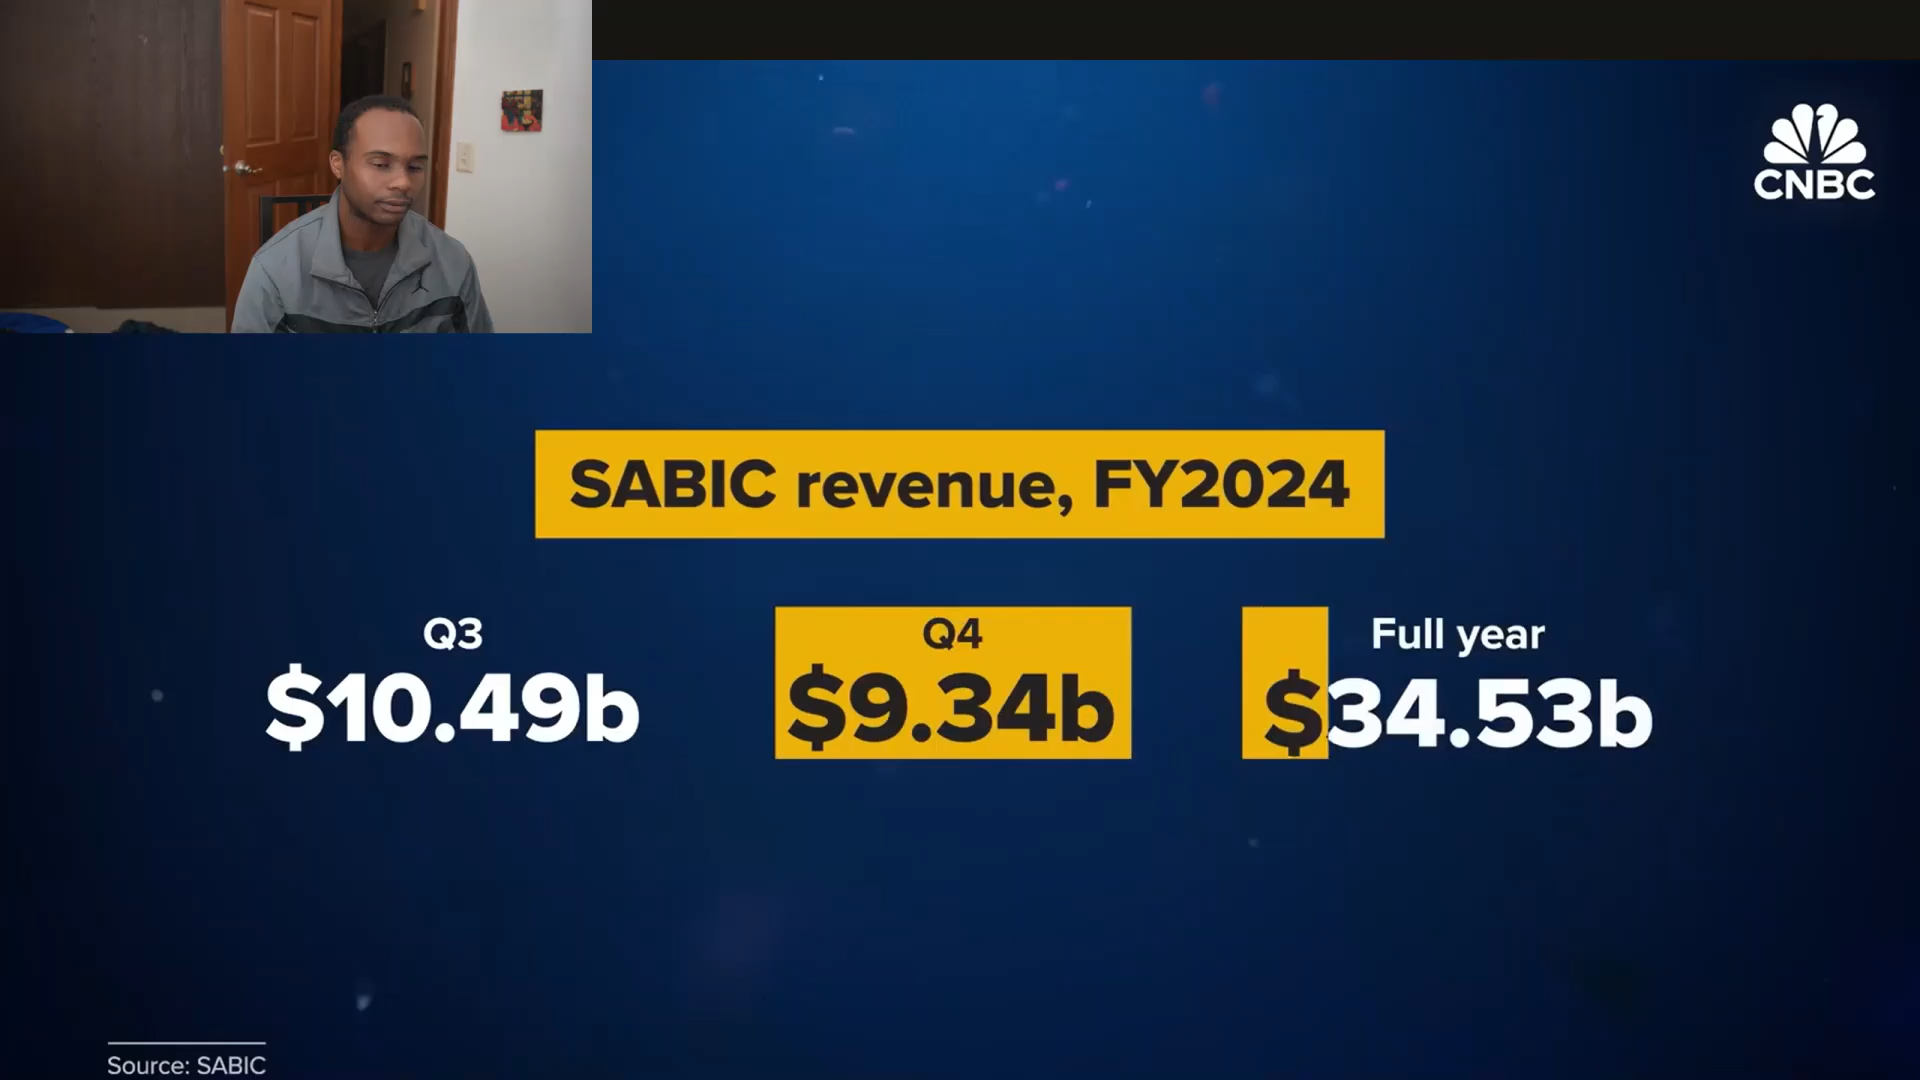 CNBC
SABIC revenue, FY2024
Q3
$10.49b
Q4
$9.34b
Full year
$34.53b
Source: SABIC